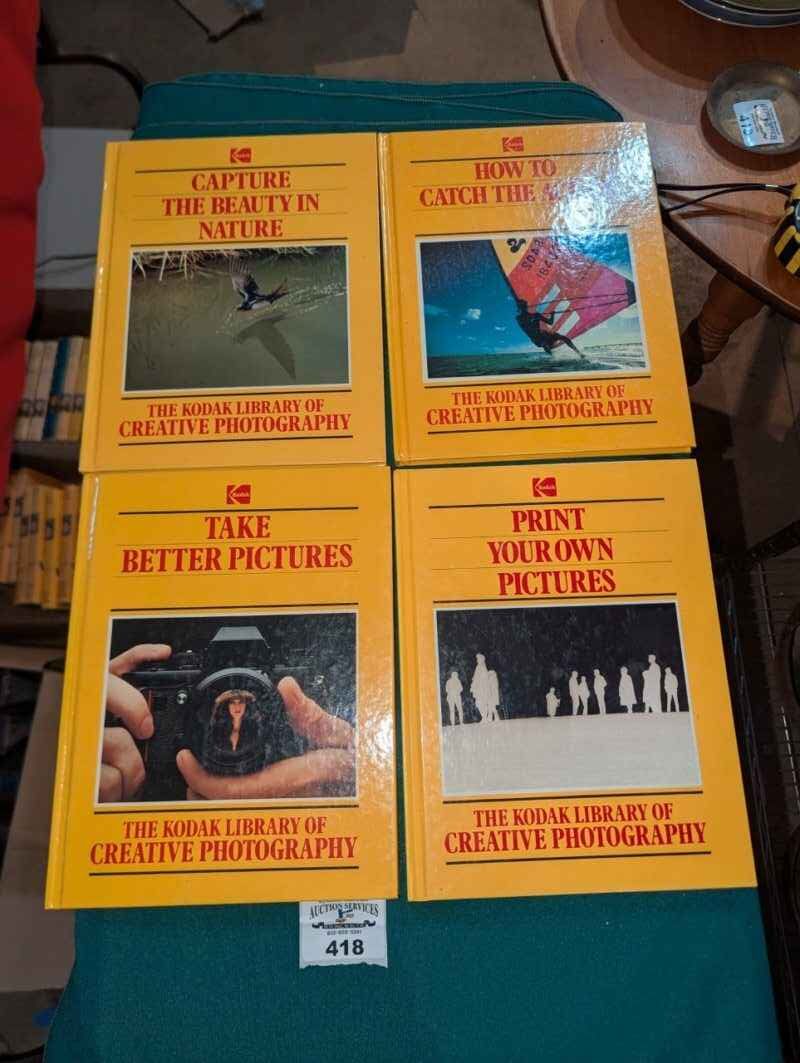 Kodak
CAPTURE
THE BEAUTY IN
NATURE
THE KODAK LIBRARY OF
CREATIVE PHOTOGRAPHY
Kodak
HOW TO
CATCH THE
THE KODAK LIBRARY OF
CREATIVE PHOTOGRAPHY
Kodak
TAKE
BETTER PICTURES
THE KODAK LIBRARY OF
CREATIVE PHOTOGRAPHY
Kodak
PRINT
YOUR OWN
PICTURES
THE KODAK LIBRARY OF
CREATIVE PHOTOGRAPHY
AUCTION SERVICES
418